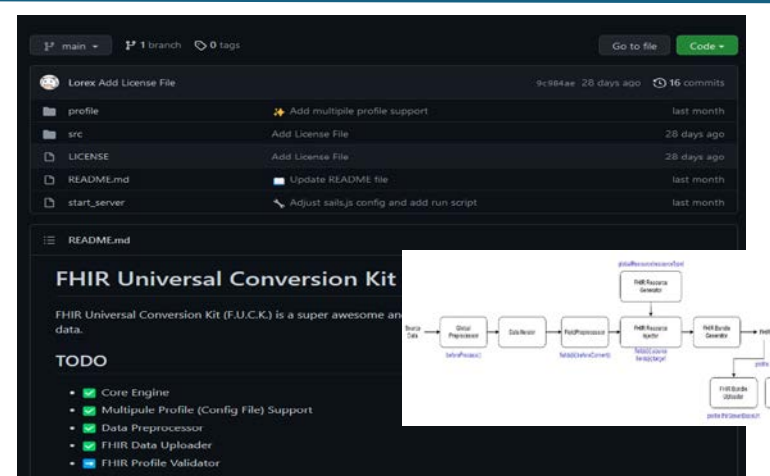 main
1 branch
0 tags
Go to file
Code
Lorex Add License File
9c984ae 28 days ago
16 commits
profile
Add multipile profile support
last month
src
Add License File
28 days ago
LICENSE
Add License File
28 days ago
README.md
Update README file
last month
start_server
Adjust sails.js config and add run script
last month
README.md
FHIR Universal Conversion Kit
FHIR Universal Conversion Kit (F.U.C.K.) is a super awesome an
data.
TODO
Core Engine
Multipule Profile (Config File) Support
Data Preprocessor
FHIR Data Uploader
FHIR Profile Validator
FHIR Resource
Generator
Source
Data
Global
Preprocessor
Data Iterator
Field Preprocessor
FHIR Resource
Injector
FHIR Bundle
Generator
FHIR
FHIR Bundle
Uploader